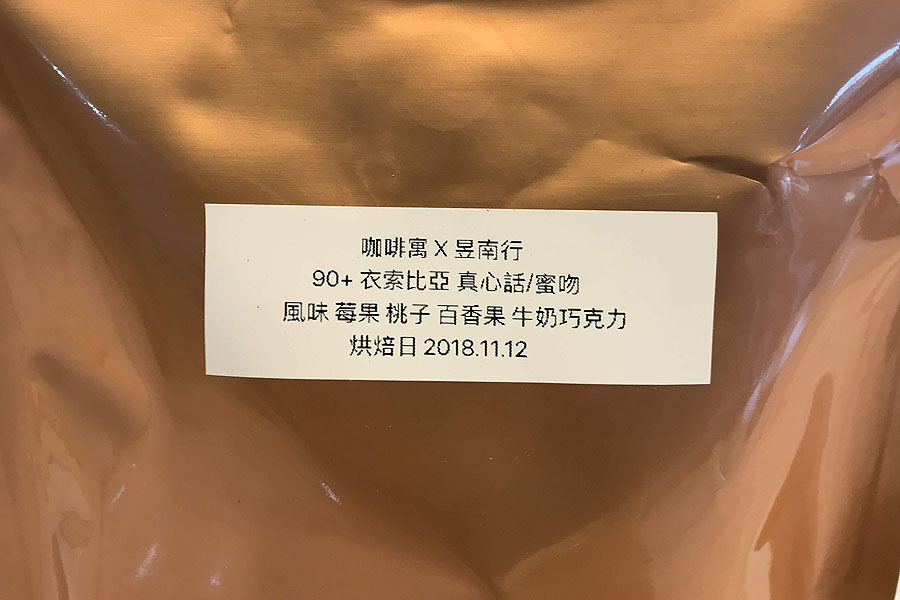 咖啡寓 X 昱南行
90+ 衣索比亞 真心話/蜜吻
風味 莓果 桃子 百香果 牛奶巧克力
烘焙日 2018.11.12